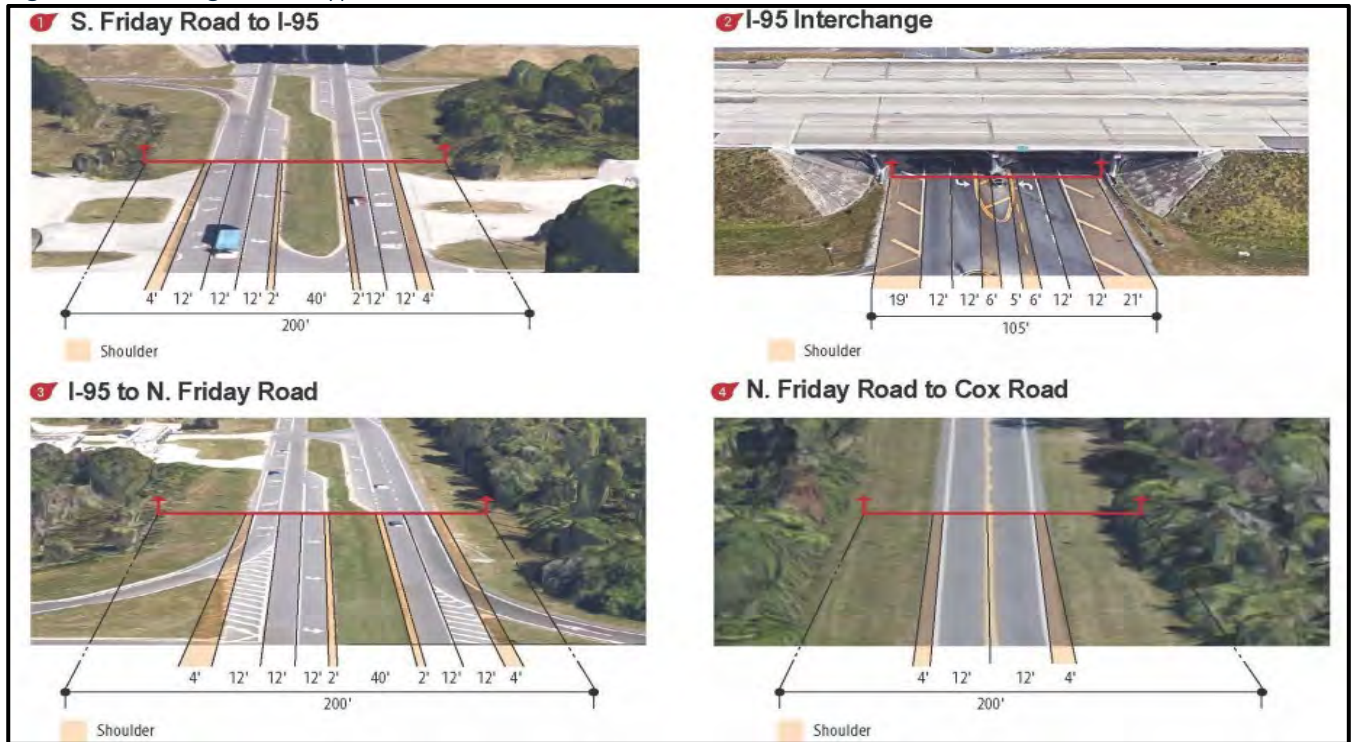 1 S. Friday Road to I-95
4' 12' 12' 12' 2' 40' 2' 12' 12' 4'
200'
Shoulder
2 I-95 Interchange
19' 12' 12' 6' 5' 6' 12' 12' 21'
105'
Shoulder
3 I-95 to N. Friday Road
4' 12' 12' 12' 2' 40' 2' 12' 12' 4'
200'
Shoulder
4 N. Friday Road to Cox Road
4' 12' 12' 4'
200'
Shoulder